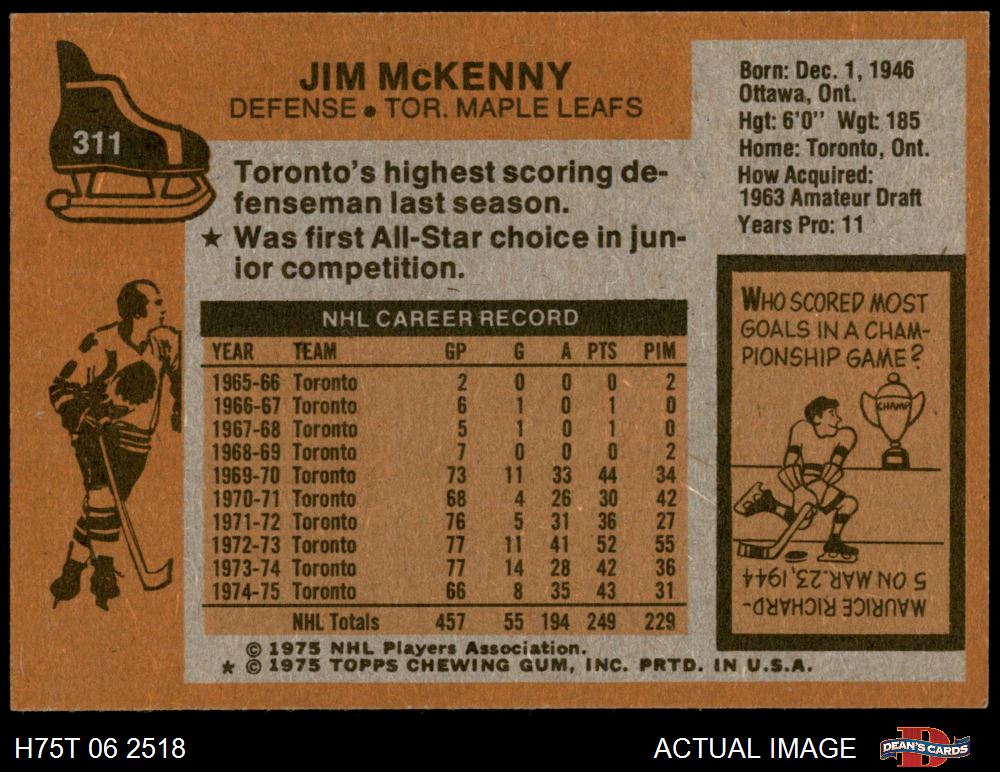 311
JIM McKENNY
DEFENSE • TOR. MAPLE LEAFS
Born: Dec. 1, 1946
Ottawa, Ont.
Hgt: 6'0" Wgt: 185
Home: Toronto, Ont.
How Acquired:
1963 Amateur Draft
Years Pro: 11
Toronto's highest scoring de-
fenseman last season.
★ Was first All-Star choice in jun-
ior competition.
NHL CAREER RECORD
YEAR TEAM GP G A PTS PIM
1965-66 Toronto 2 0 0 0 2
1966-67 Toronto 6 1 0 1 0
1967-68 Toronto 5 1 0 1 0
1968-69 Toronto 7 0 0 0 2
1969-70 Toronto 73 11 33 44 34
1970-71 Toronto 68 4 26 30 42
1971-72 Toronto 76 5 31 36 27
1972-73 Toronto 77 11 41 52 55
1973-74 Toronto 77 14 28 42 36
1974-75 Toronto 66 8 35 43 31
NHL Totals 457 55 194 249 229
© 1975 NHL Players Association.
★ © 1975 TOPPS CHEWING GUM, INC. PRTD. IN U.S.A.
WHO SCORED MOST
GOALS IN A CHAM-
PIONSHIP GAME?
CHAMP
MAURICE RICHARD-
5 ON MAR. 23, 1944
H75T 06 2518
ACTUAL IMAGE
D
DEAN'S CARDS